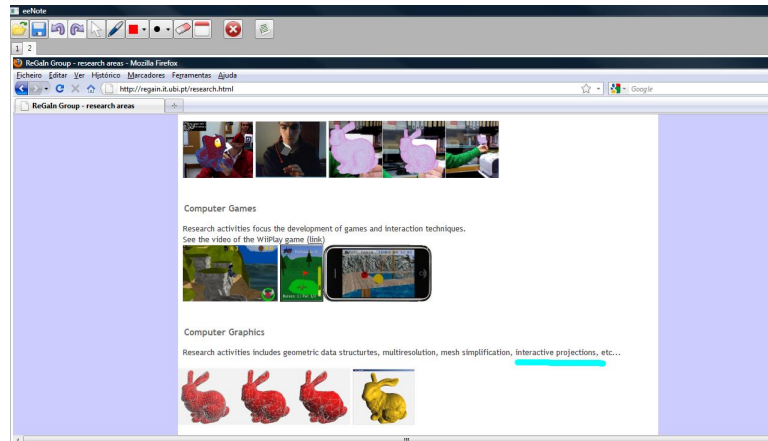 eeNote
1 2
ReGaIn Group - research areas - Mozilla Firefox
Ficheiro Editar Ver Histórico Marcadores Ferramentas Ajuda
http://regain.it.ubi.pt/research.html
Google
ReGaIn Group - research areas
Computer Games
Research activities focus the development of games and interaction techniques.
See the video of the WiiPlay game (link)
Computer Graphics
Research activities includes geometric data structurtes, multiresolution, mesh simplification, interactive projections, etc...